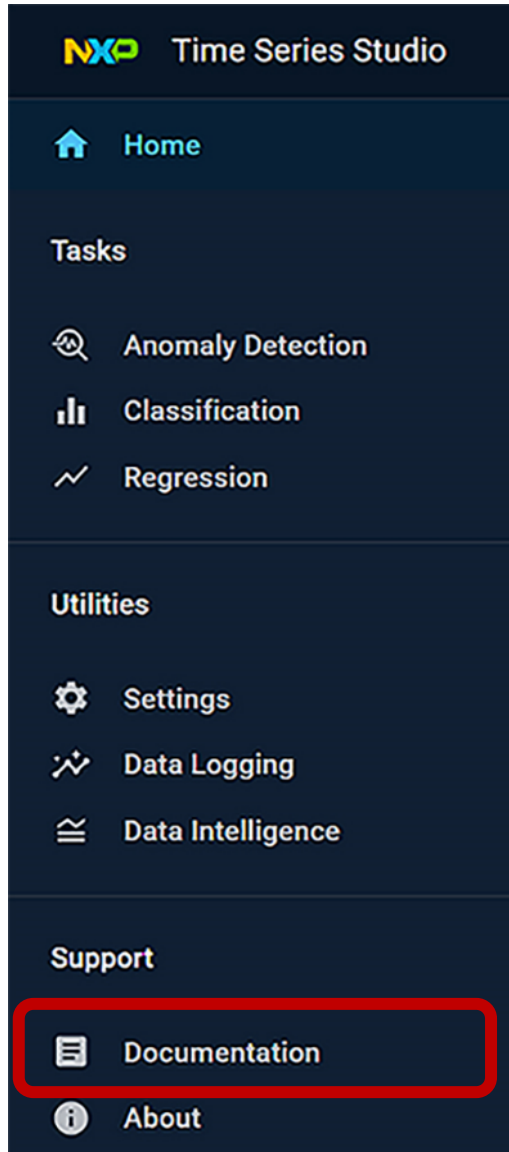 NXP Time Series Studio
Home
Tasks
Anomaly Detection
Classification
Regression
Utilities
Settings
Data Logging
Data Intelligence
Support
Documentation
About